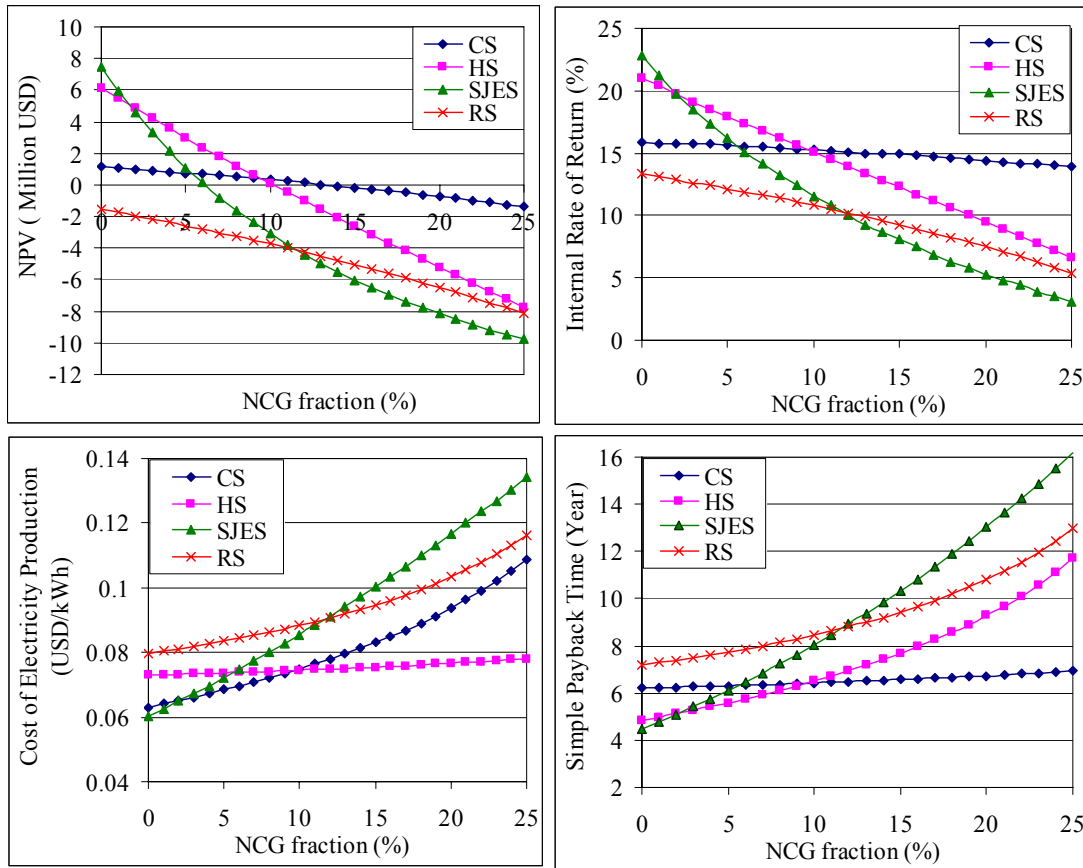 NPV ( Million USD)
10
8
6
4
2
0
-2
-4
-6
-8
-10
-12
CS
HS
SJES
RS
0 5 10 15 20 25
NCG fraction (%)
Internal Rate of Return (%)
25
20
15
10
5
0
CS
HS
SJES
RS
0 5 10 15 20 25
NCG fraction (%)
Cost of Electricity Production
(USD/kWh)
0.14
0.12
0.1
0.08
0.06
0.04
CS
HS
SJES
RS
0 5 10 15 20 25
NCG fraction (%)
Simple Payback Time (Year)
16
14
12
10
8
6
4
2
CS
HS
SJES
RS
0 5 10 15 20 25
NCG fraction (%)